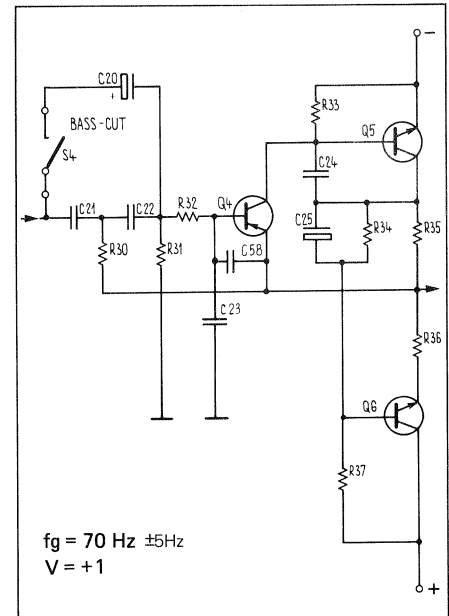 −
C20
+
R33
BASS-CUT
Q5
S4
C24
C21
C22
R32
Q4
C25
R34
R35
R30
R31
C58
C23
R36
Q6
R37
fg = 70 Hz ±5Hz
V = +1
+